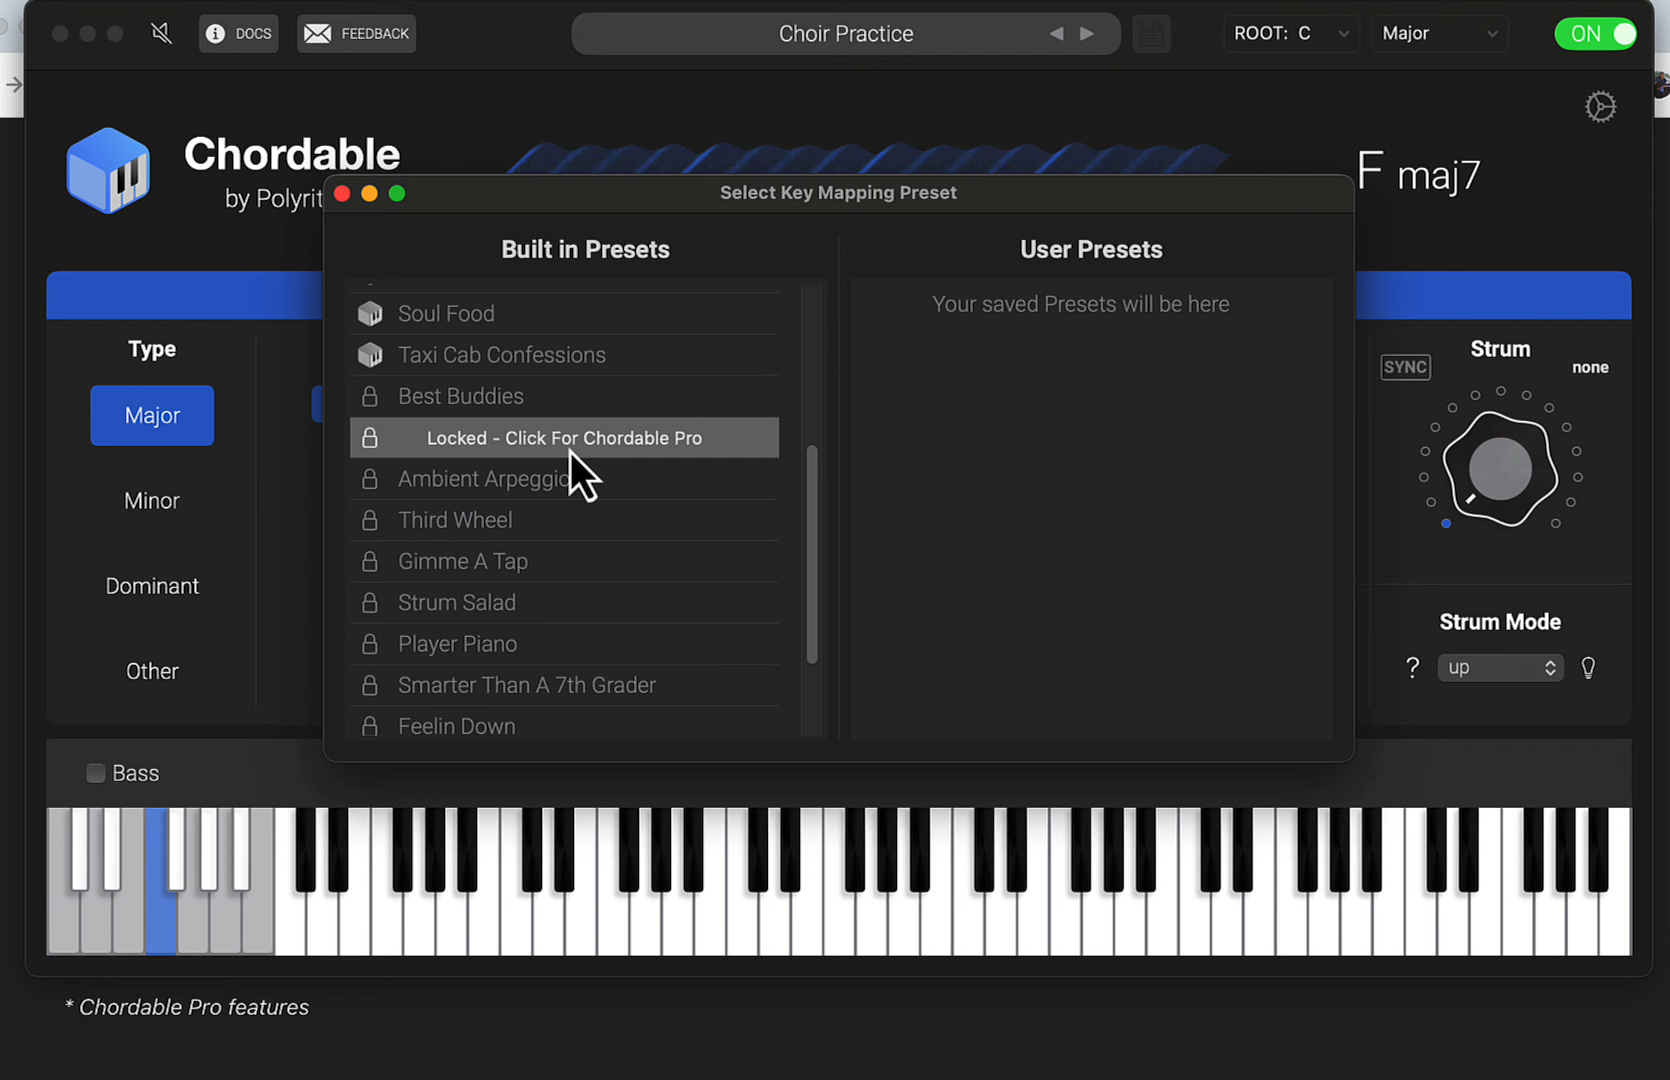 DOCS
FEEDBACK
Choir Practice
ROOT: C
Major
ON
Chordable
by Polyrit
F maj7
Select Key Mapping Preset
Built in Presets
User Presets
Soul Food
Taxi Cab Confessions
Best Buddies
Locked - Click For Chordable Pro
Ambient Arpeggio
Third Wheel
Gimme A Tap
Strum Salad
Player Piano
Smarter Than A 7th Grader
Feelin Down
Your saved Presets will be here
Type
Major
Minor
Dominant
Other
Strum
SYNC
none
Strum Mode
? up
Bass
* Chordable Pro features